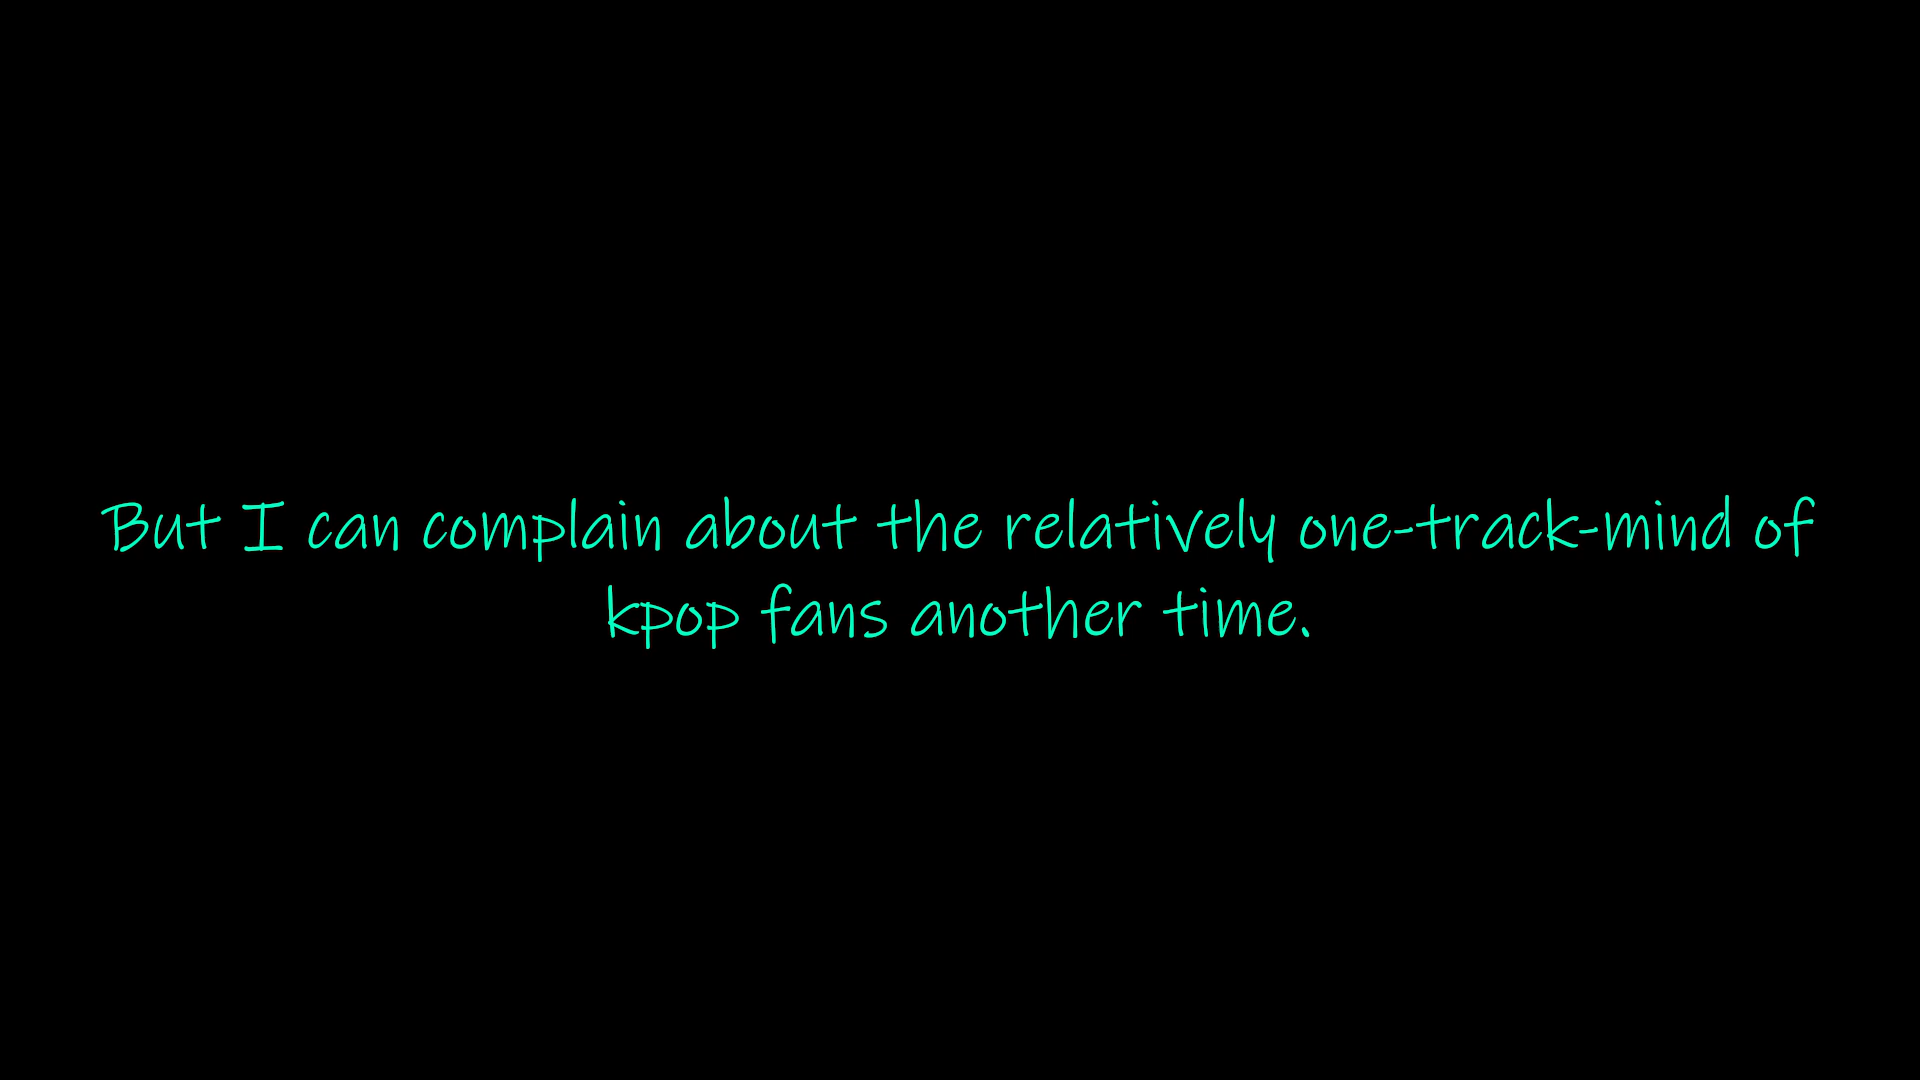 But I can complain about the relatively one-track-mind of
kpop fans another time.